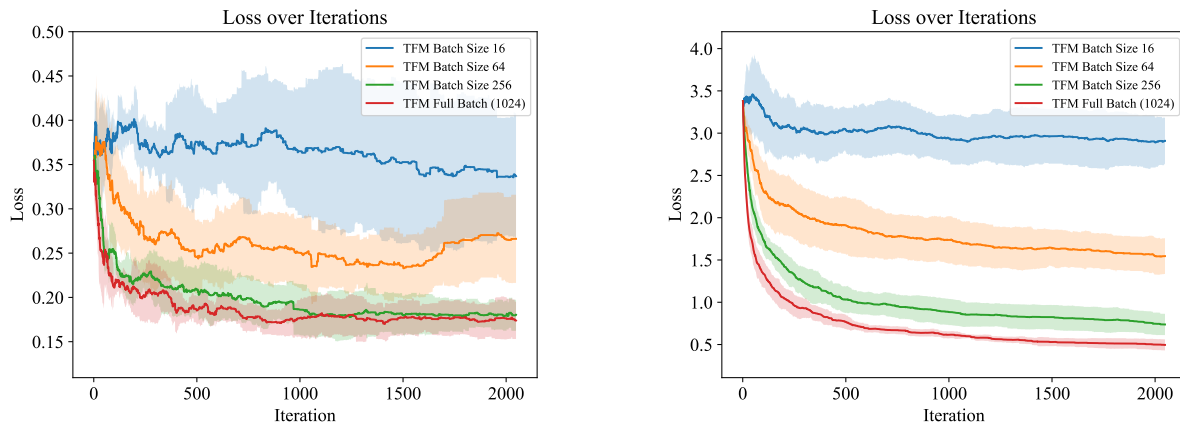 Loss over Iterations
0.50
0.45
0.40
0.35
0.30
0.25
0.20
0.15
Loss
0
500
1000
1500
2000
Iteration
TFM Batch Size 16
TFM Batch Size 64
TFM Batch Size 256
TFM Full Batch (1024)
Loss over Iterations
4.0
3.5
3.0
2.5
2.0
1.5
1.0
0.5
Loss
0
500
1000
1500
2000
Iteration
TFM Batch Size 16
TFM Batch Size 64
TFM Batch Size 256
TFM Full Batch (1024)